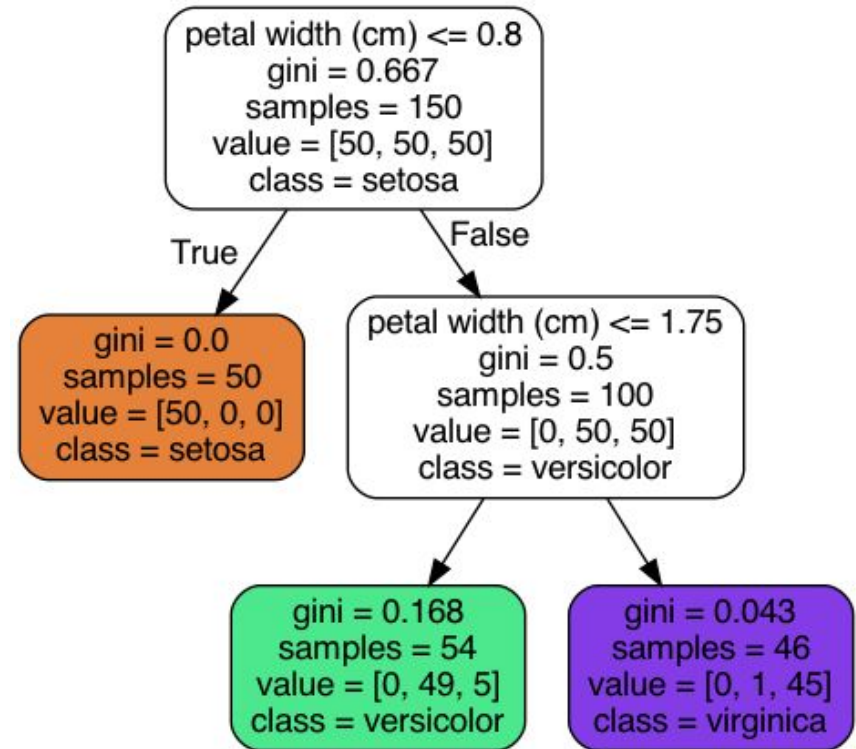 petal width (cm) <= 0.8
gini = 0.667
samples = 150
value = [50, 50, 50]
class = setosa
True
False
gini = 0.0
samples = 50
value = [50, 0, 0]
class = setosa
petal width (cm) <= 1.75
gini = 0.5
samples = 100
value = [0, 50, 50]
class = versicolor
gini = 0.168
samples = 54
value = [0, 49, 5]
class = versicolor
gini = 0.043
samples = 46
value = [0, 1, 45]
class = virginica